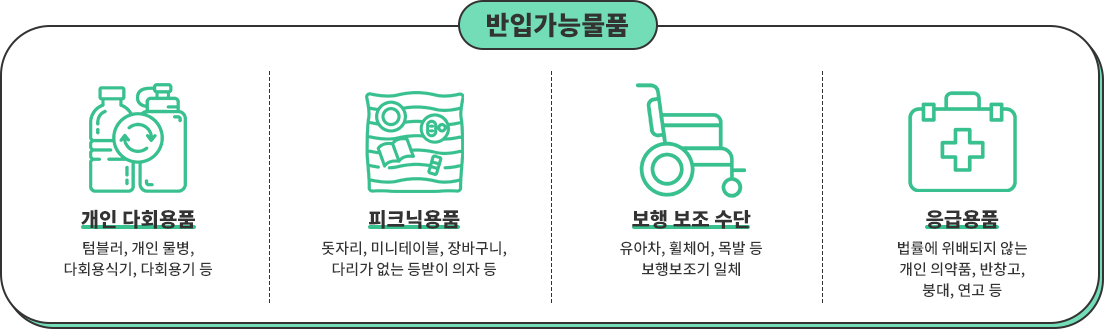 반입가능물품
개인 다회용품
텀블러, 개인 물병,
다회용식기, 다회용기 등
피크닉용품
돗자리, 미니테이블, 장바구니,
다리가 없는 등받이 의자 등
보행 보조 수단
유아차, 휠체어, 목발 등
보행보조기 일체
응급용품
법률에 위배되지 않는
개인 의약품, 반창고,
붕대, 연고 등